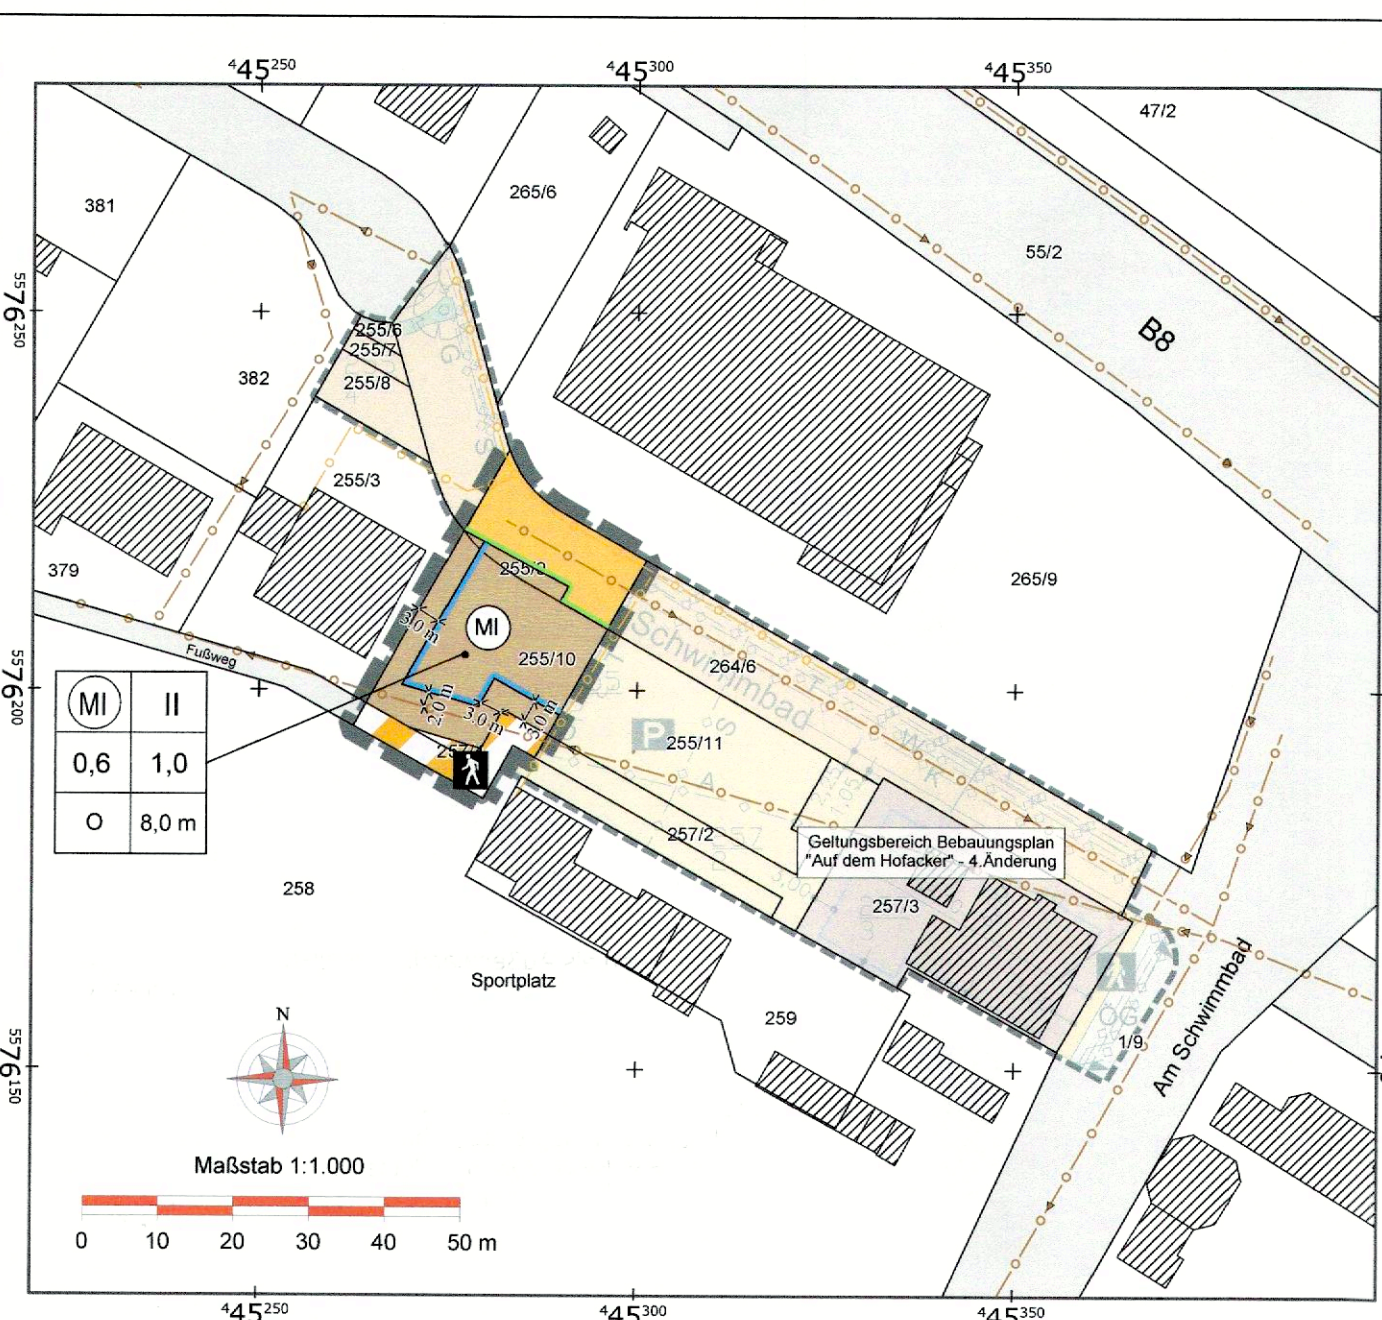 ⁴45²⁵⁰
⁴45³⁰⁰
⁴45³⁵⁰
47/2
381
265/6
55/2
⁵⁵76²⁵⁰
B8
255/6
255/7
255/8
382
G
S
255/3
379
265/9
255/9
3.0 m
MI
Fußweg
255/10
Schwimmbad
264/6
⁵⁵76²⁰⁰
MI II
0,6 1,0
O 8,0 m
2.0 m
3.0 m
3.0 m
P
255/11
S
T
W
K
A
257/2
Geltungsbereich Bebauungsplan
"Auf dem Hofacker" - 4.Änderung
258
257/3
Sportplatz
259
ÖG
1/9
Am Schwimmbad
N
⁵⁵76¹⁵⁰
Maßstab 1:1.000
0 10 20 30 40 50 m
⁴45²⁵⁰
⁴45³⁰⁰
⁴45³⁵⁰